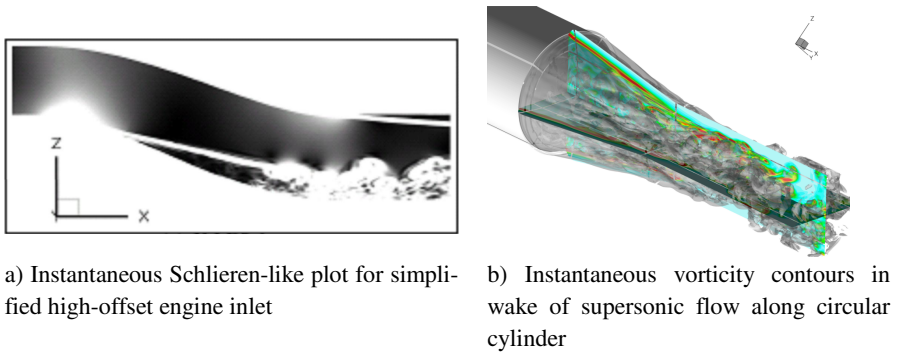 Z
X
a) Instantaneous Schlieren-like plot for simpli-
fied high-offset engine inlet
Z
X
Y
b) Instantaneous vorticity contours in
wake of supersonic flow along circular
cylinder